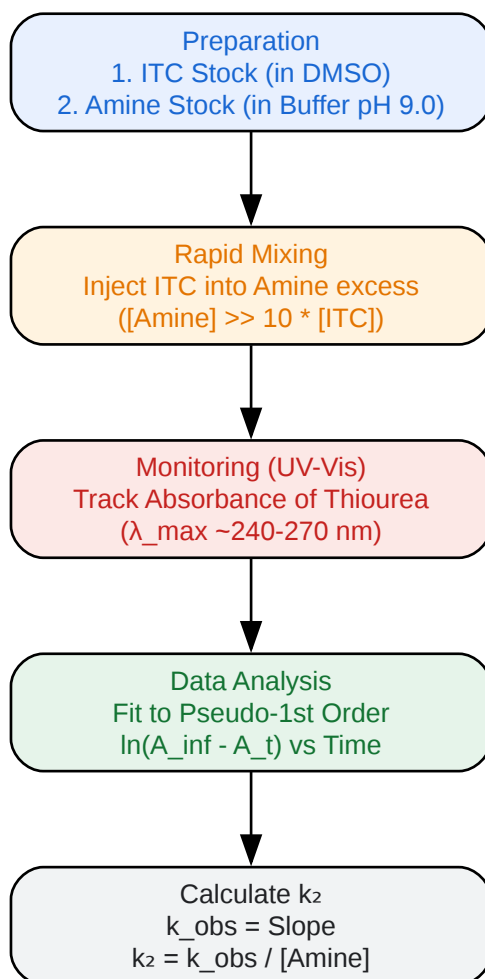 Preparation
1. ITC Stock (in DMSO)
2. Amine Stock (in Buffer pH 9.0)
Rapid Mixing
Inject ITC into Amine excess
([Amine] >> 10 * [ITC])
Monitoring (UV-Vis)
Track Absorbance of Thiourea
(λ_max ~240-270 nm)
Data Analysis
Fit to Pseudo-1st Order
ln(A_inf - A_t) vs Time
Calculate k₂
k_obs = Slope
k₂ = k_obs / [Amine]